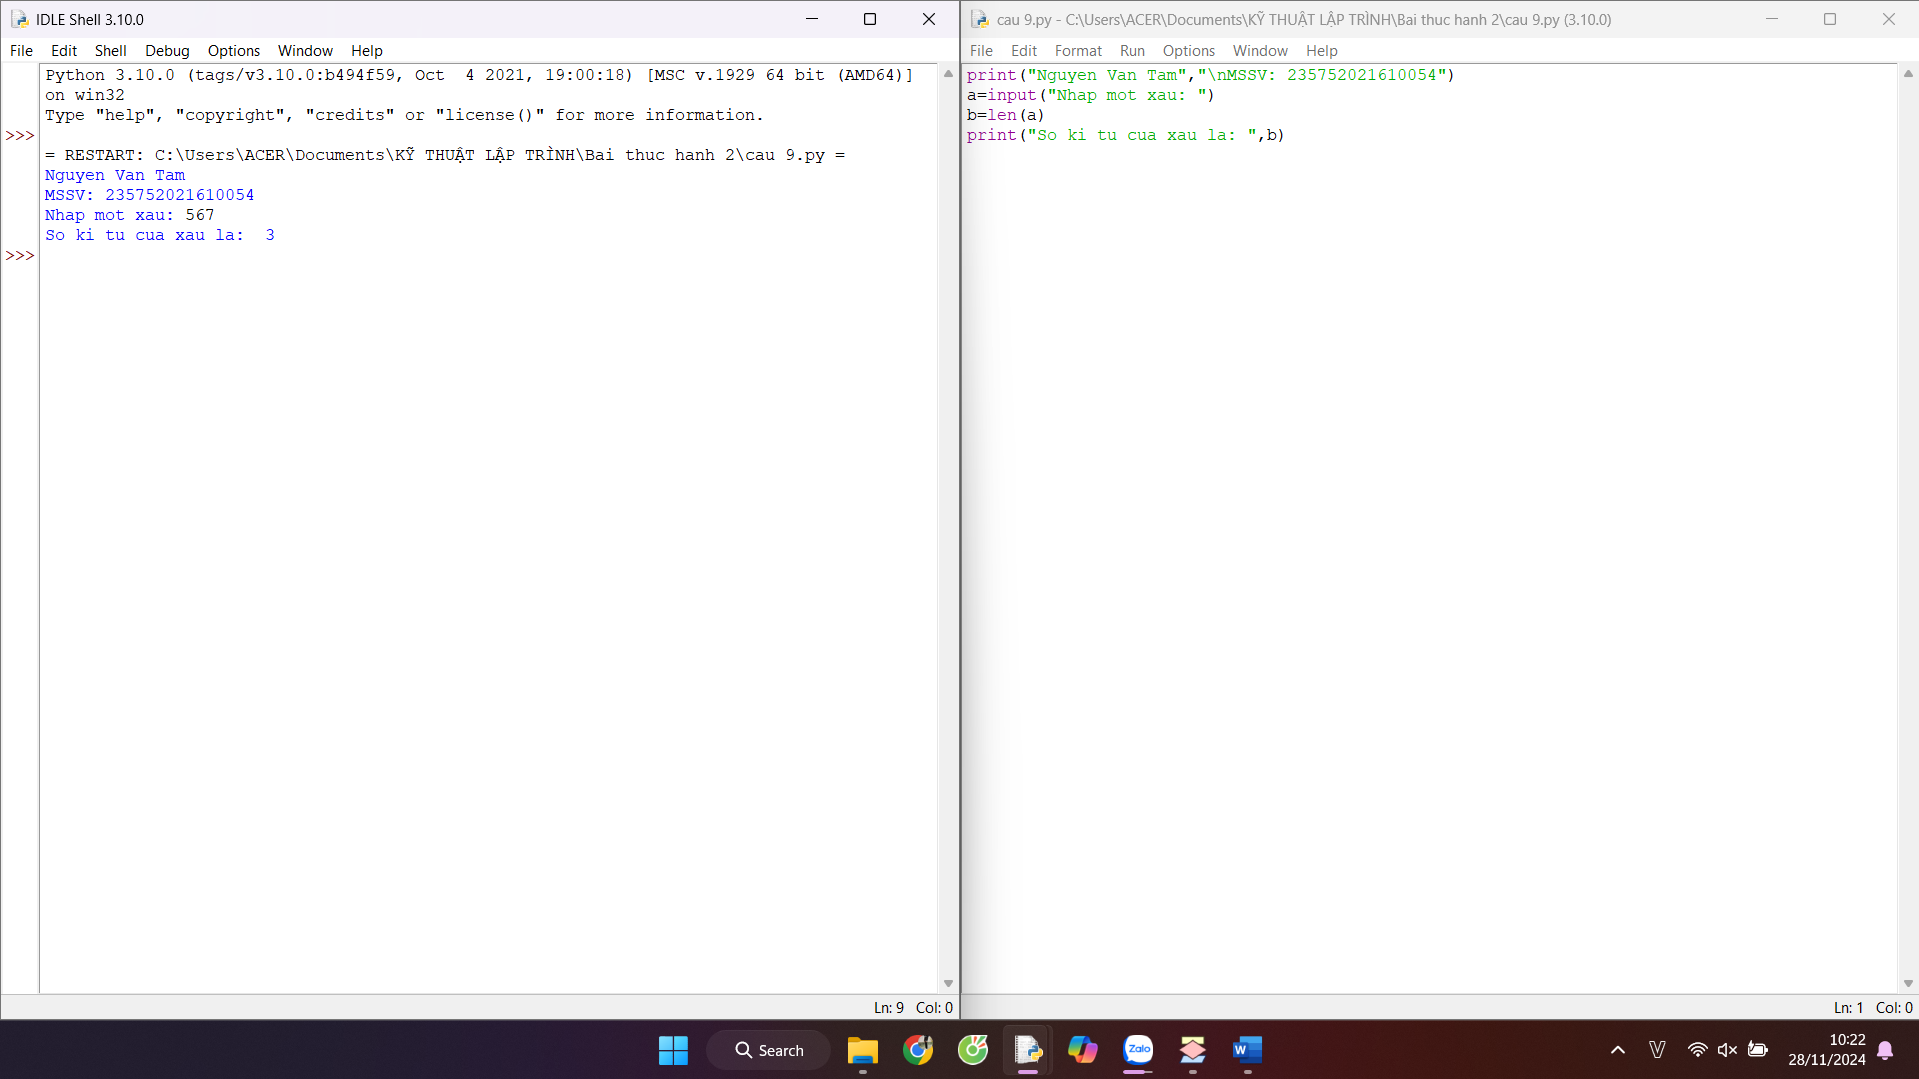 IDLE Shell 3.10.0
File Edit Shell Debug Options Window Help
Python 3.10.0 (tags/v3.10.0:b494f59, Oct  4 2021, 19:00:18) [MSC v.1929 64 bit (AMD64)]
on win32
Type "help", "copyright", "credits" or "license()" for more information.
>>>
= RESTART: C:\Users\ACER\Documents\KỸ THUẬT LẬP TRÌNH\Bai thuc hanh 2\cau 9.py =
Nguyen Van Tam
MSSV: 235752021610054
Nhap mot xau: 567
So ki tu cua xau la:  3
>>>
Ln: 9 Col: 0
cau 9.py - C:\Users\ACER\Documents\KỸ THUẬT LẬP TRÌNH\Bai thuc hanh 2\cau 9.py (3.10.0)
File Edit Format Run Options Window Help
print("Nguyen Van Tam","\nMSSV: 235752021610054")
a=input("Nhap mot xau: ")
b=len(a)
print("So ki tu cua xau la: ",b)
Ln: 1 Col: 0
Search
Zalo
W
V
10:22
28/11/2024